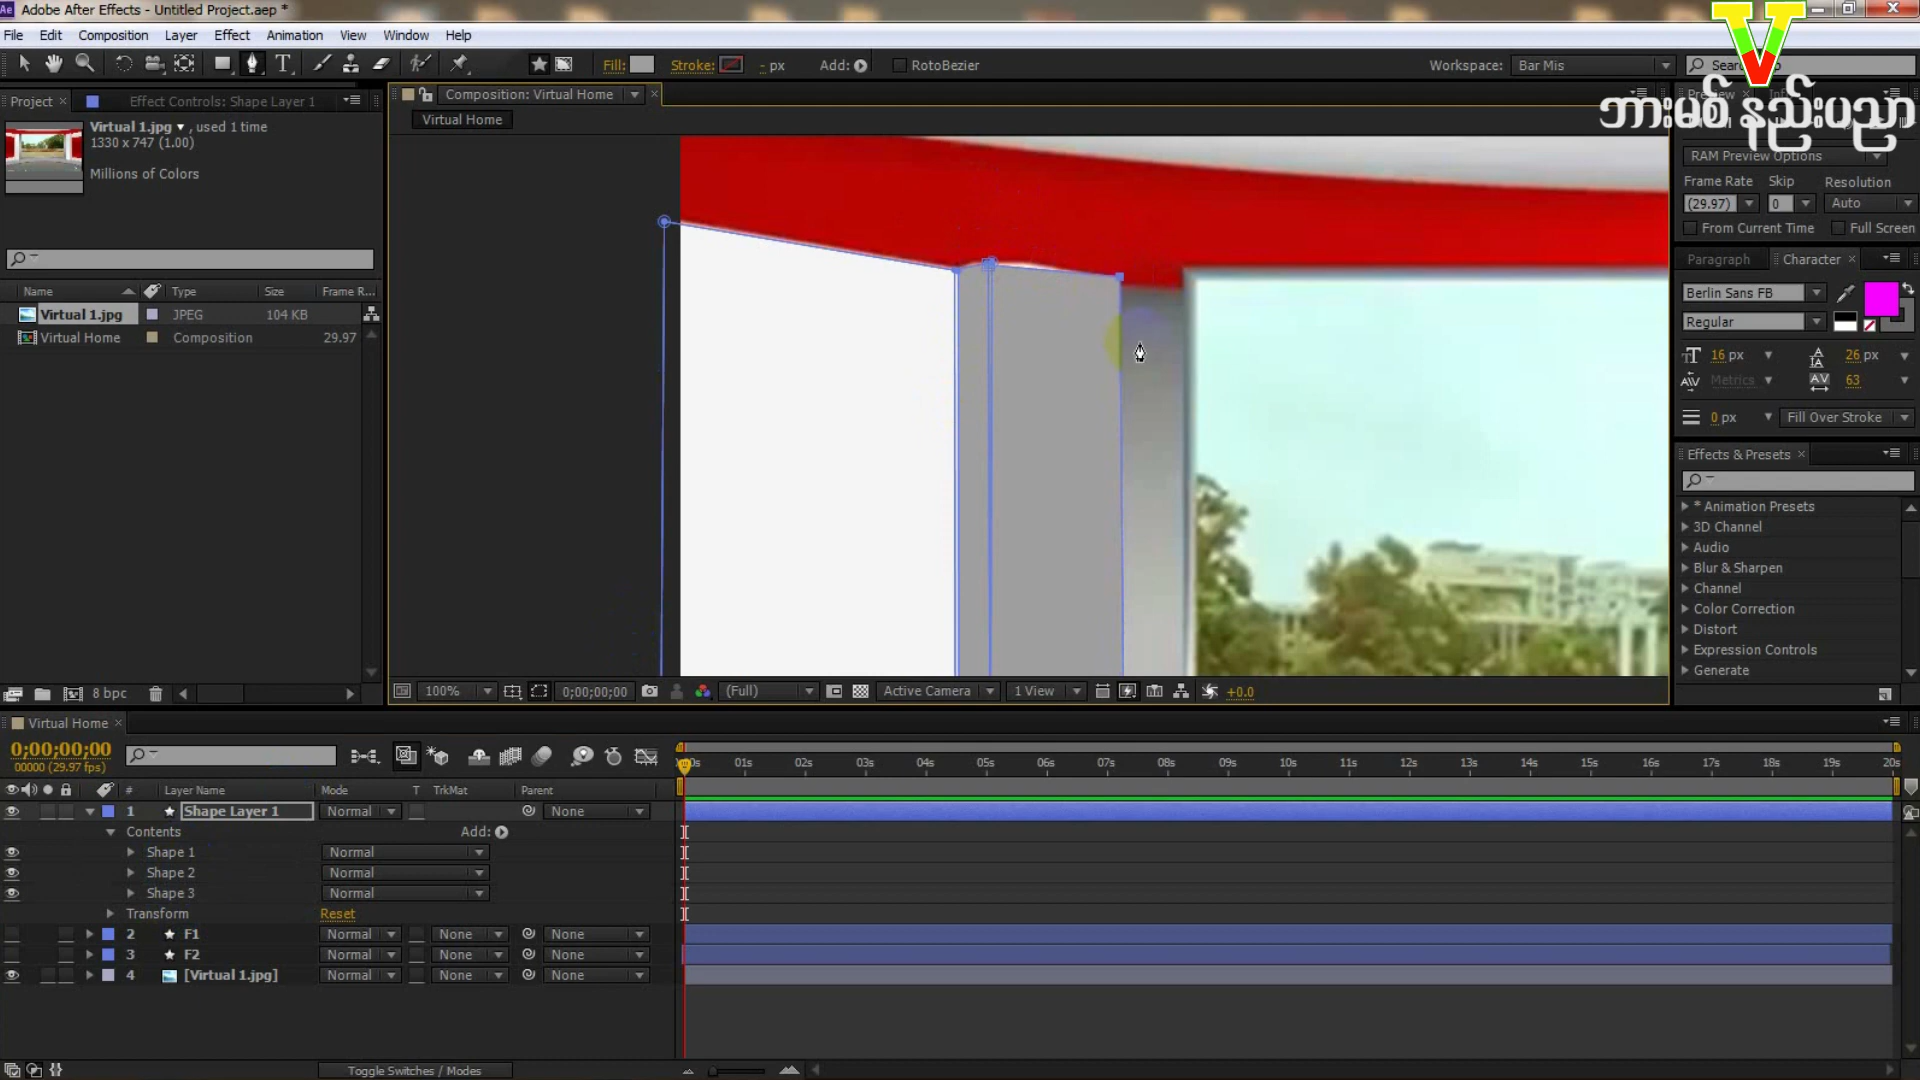 Adobe After Effects - Untitled Project.aep *
File Edit Composition Layer Effect Animation View Window Help
Fill: Stroke: - px Add: RotoBezier Workspace: Bar Mis
V
ဘားမစ် နည်းပညာ
Project Effect Controls: Shape Layer 1 Composition: Virtual Home
Virtual Home
Virtual 1.jpg , used 1 time
1330 x 747 (1.00)
Millions of Colors
RAM Preview Options
Frame Rate Skip Resolution
(29.97) 0 Auto
From Current Time Full Screen
Paragraph Character
Berlin Sans FB
Regular
16 px 26 px
Metrics 63
0 px Fill Over Stroke
Effects & Presets
* Animation Presets
3D Channel
Audio
Blur & Sharpen
Channel
Color Correction
Distort
Expression Controls
Generate
Name Type Size Frame R...
Virtual 1.jpg JPEG 104 KB
Virtual Home Composition 29.97
8 bpc
100% 0;00;00;00 (Full) Active Camera 1 View +0.0
Virtual Home
0;00;00;00
00000 (29.97 fps)
01s 02s 03s 04s 05s 06s 07s 08s 09s 10s 11s 12s 13s 14s 15s 16s 17s 18s 19s 20s
# Layer Name Mode T TrkMat Parent
1 Shape Layer 1 Normal None
Contents Add:
Shape 1 Normal
Shape 2 Normal
Shape 3 Normal
Transform Reset
2 F1 Normal None None
3 F2 Normal None None
4 [Virtual 1.jpg] Normal None None
Toggle Switches / Modes